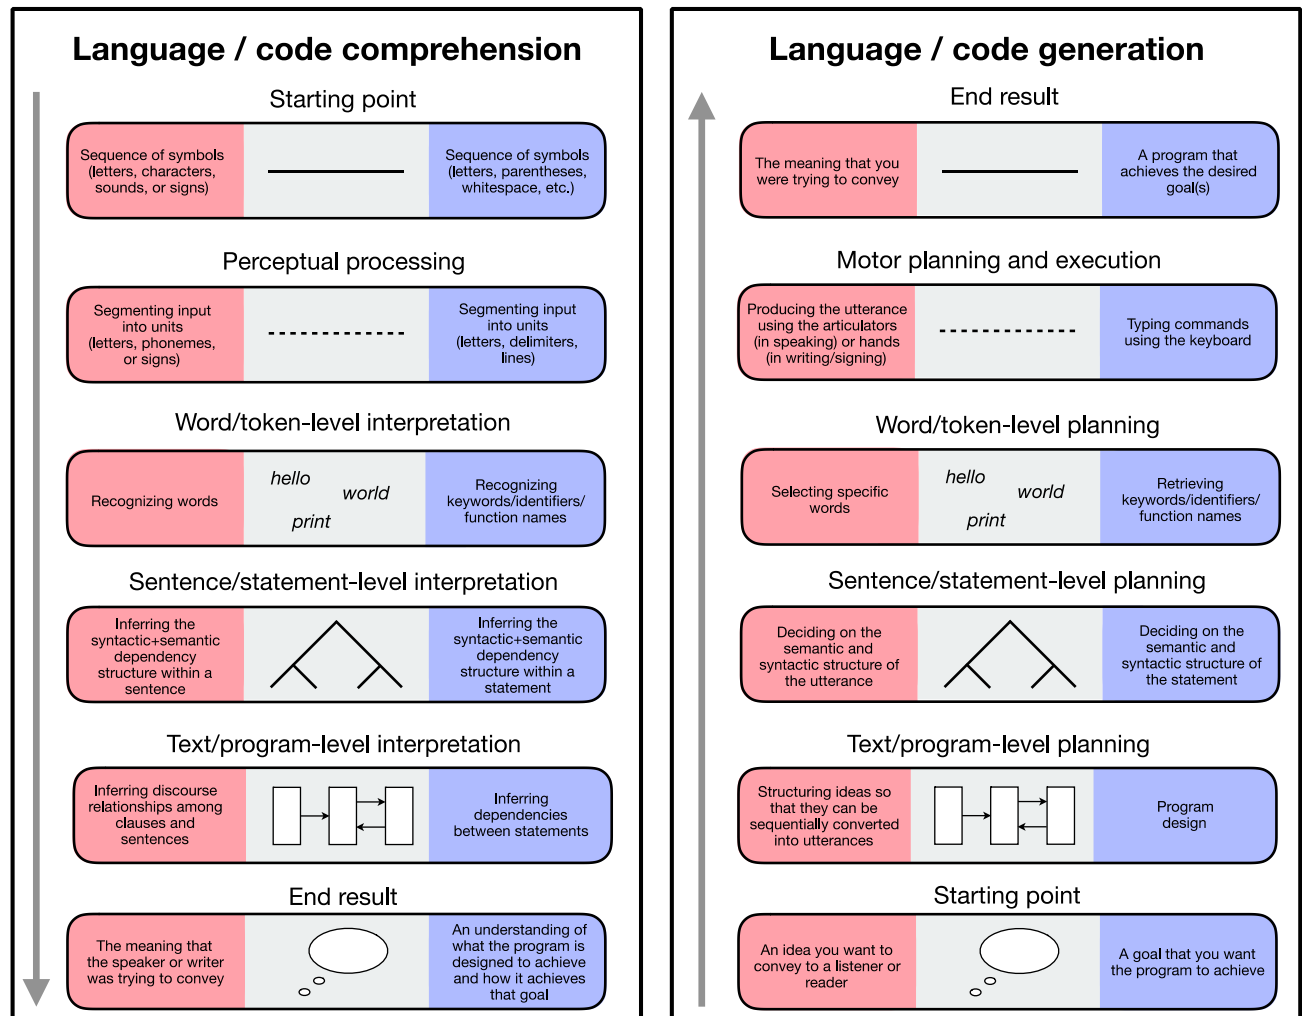 Language / code comprehension
Starting point
Sequence of symbols
(letters, characters,
sounds, or signs)
Sequence of symbols
(letters, parentheses,
whitespace, etc.)
Perceptual processing
Segmenting input
into units
(letters, phonemes,
or signs)
Segmenting input
into units
(letters, delimiters,
lines)
Word/token-level interpretation
Recognizing words
hello
world
print
Recognizing
keywords/identifiers/
function names
Sentence/statement-level interpretation
Inferring the
syntactic+semantic
dependency
structure within a
sentence
Inferring the
syntactic+semantic
dependency
structure within a
statement
Text/program-level interpretation
Inferring discourse
relationships among
clauses and
sentences
Inferring
dependencies
between statements
End result
The meaning that
the speaker or writer
was trying to convey
An understanding of
what the program is
designed to achieve
and how it achieves
that goal
Language / code generation
End result
The meaning that you
were trying to convey
A program that
achieves the desired
goal(s)
Motor planning and execution
Producing the utterance
using the articulators
(in speaking) or hands
(in writing/signing)
Typing commands
using the keyboard
Word/token-level planning
Selecting specific
words
hello
world
print
Retrieving
keywords/identifiers/
function names
Sentence/statement-level planning
Deciding on the
semantic and
syntactic structure of
the utterance
Deciding on the
semantic and
syntactic structure of
the statement
Text/program-level planning
Structuring ideas so
that they can be
sequentially converted
into utterances
Program
design
Starting point
An idea you want to
convey to a listener or
reader
A goal that you want
the program to achieve